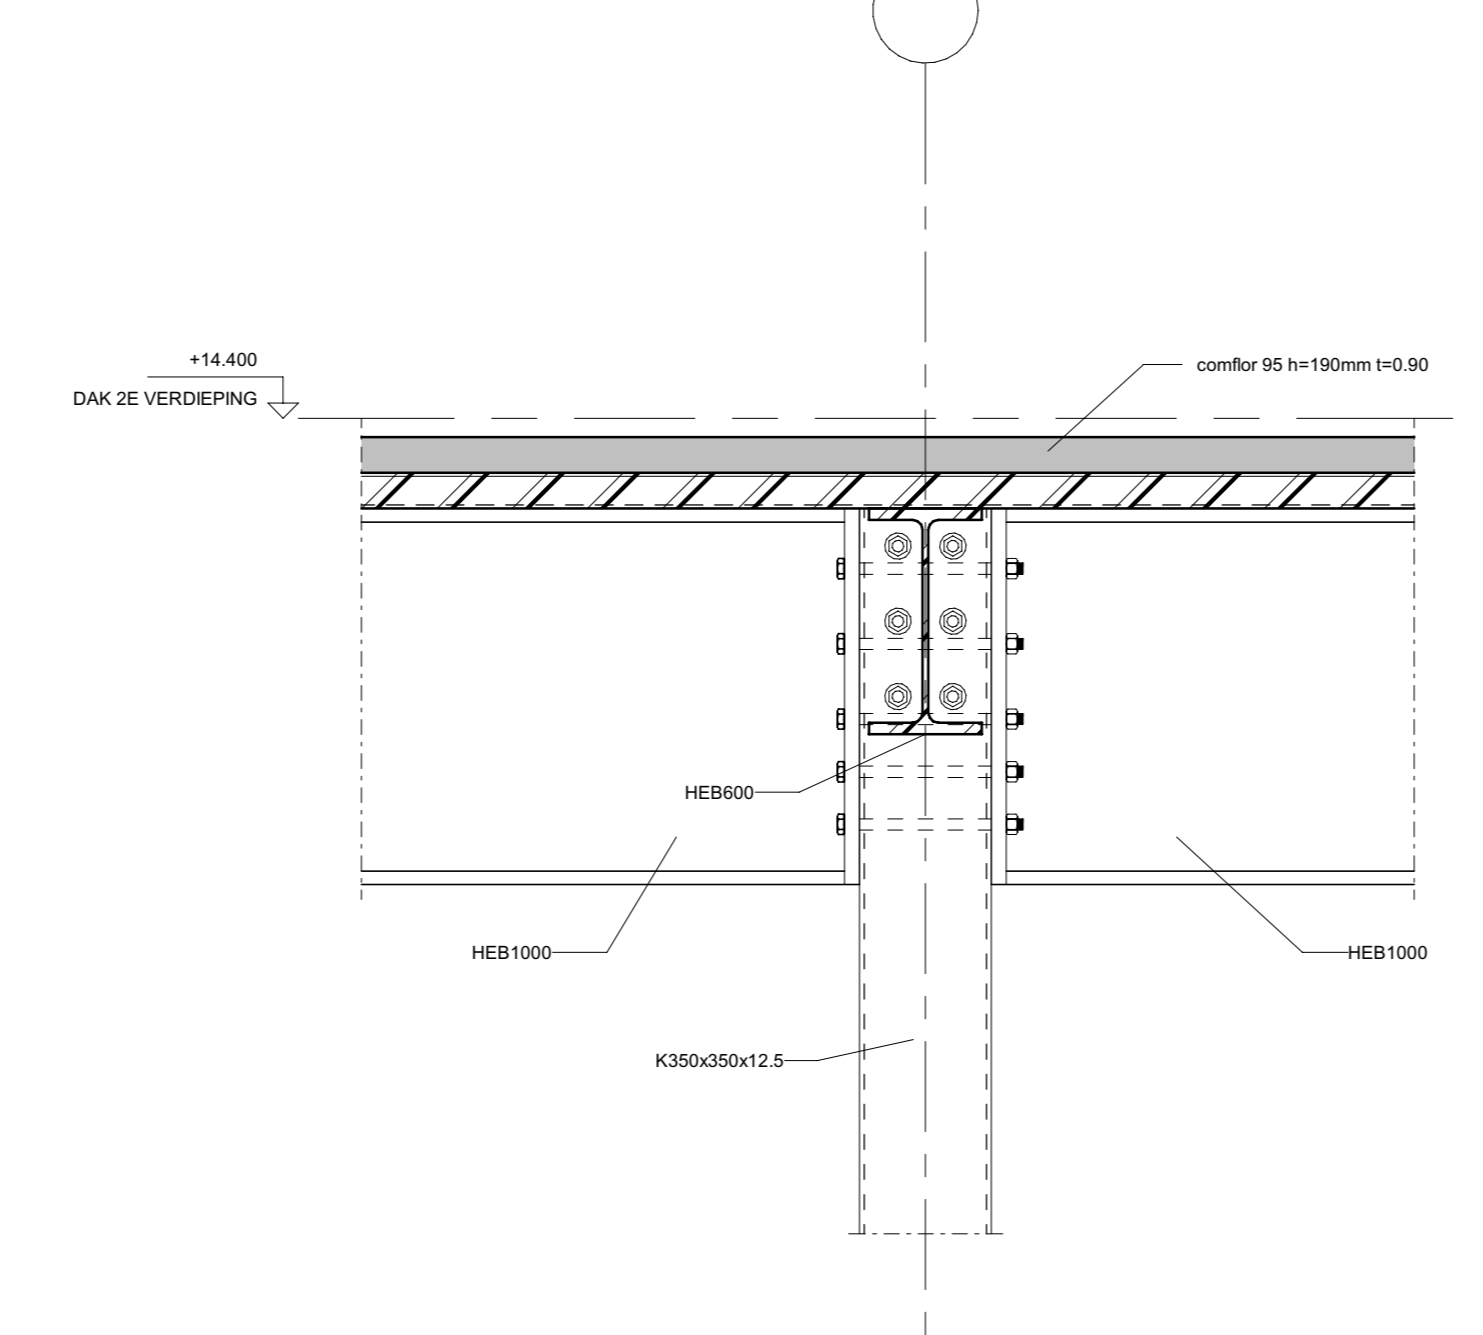 +14.400
DAK 2E VERDIEPING
comflor 95 h=190mm t=0.90
HEB600
HEB1000
HEB1000
K350x350x12.5